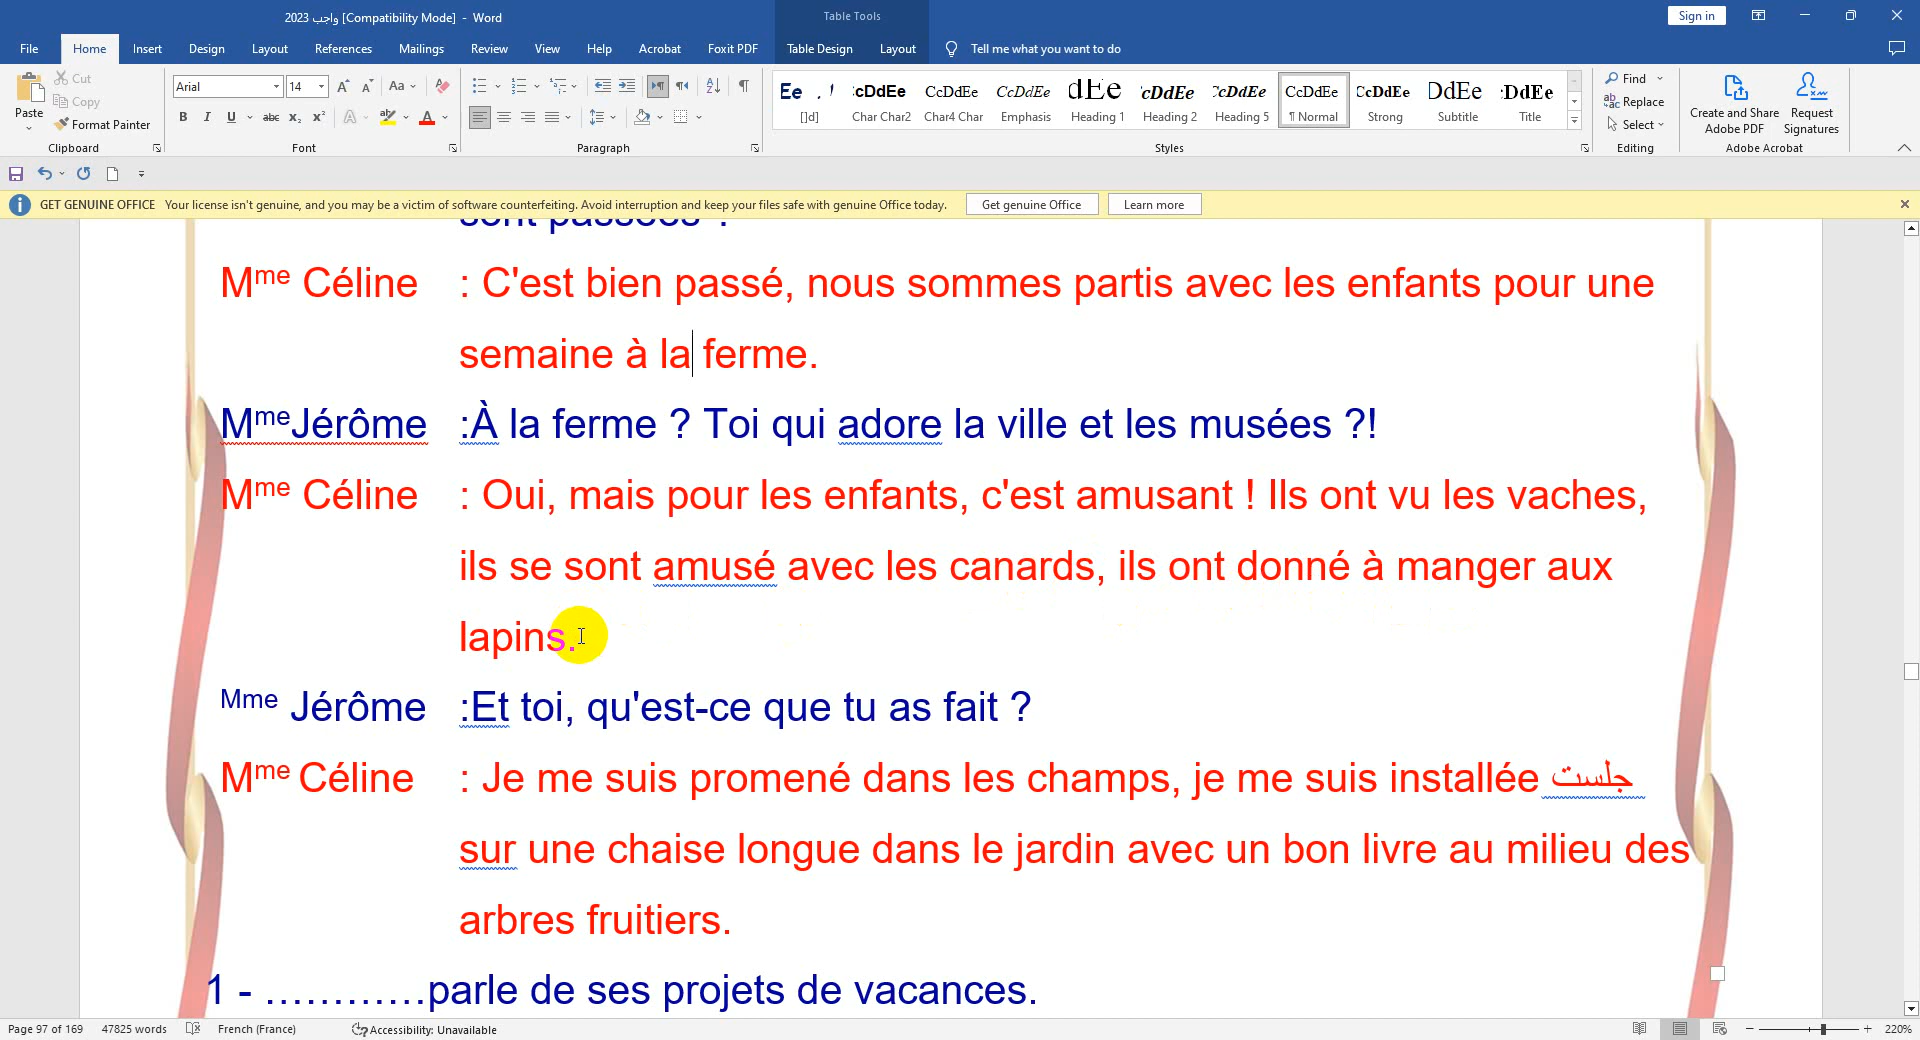 واجب 2023 [Compatibility Mode] - Word
Table Tools
Sign in
File Home Insert Design Layout References Mailings Review View Help Acrobat Foxit PDF Table Design Layout Tell me what you want to do
Cut
Copy
Paste
Format Painter
Clipboard
Arial 14
Font
Paragraph
Char Char2 Char4 Char Emphasis Heading 1 Heading 2 Heading 5 ¶ Normal Strong Subtitle Title
Styles
Find
Replace
Select
Editing
Create and Share Adobe PDF
Request Signatures
Adobe Acrobat
GET GENUINE OFFICE Your license isn't genuine, and you may be a victim of software counterfeiting. Avoid interruption and keep your files safe with genuine Office today. Get genuine Office Learn more
sont passées ?
Mme Céline : C'est bien passé, nous sommes partis avec les enfants pour une
semaine à la ferme.
MmeJérôme :À la ferme ? Toi qui adore la ville et les musées ?!
Mme Céline : Oui, mais pour les enfants, c'est amusant ! Ils ont vu les vaches,
ils se sont amusé avec les canards, ils ont donné à manger aux
lapins.
Mme Jérôme :Et toi, qu'est-ce que tu as fait ?
Mme Céline : Je me suis promené dans les champs, je me suis installée جلست
sur une chaise longue dans le jardin avec un bon livre au milieu des
arbres fruitiers.
1 - ............parle de ses projets de vacances.
Page 97 of 169 47825 words French (France) Accessibility: Unavailable 220%